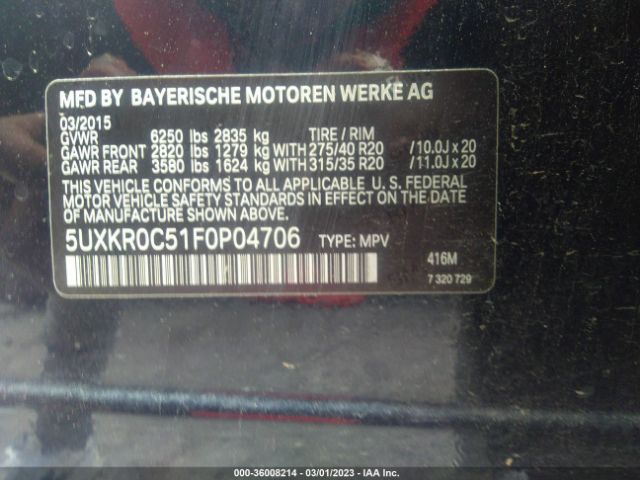 MFD BY BAYERISCHE MOTOREN WERKE AG
03/2015
GVWR 6250 lbs 2835 kg TIRE / RIM
GAWR FRONT 2820 lbs 1279 kg WITH 275/40 R20 /10.0J x 20
GAWR REAR 3580 lbs 1624 kg WITH 315/35 R20 /11.0J x 20
THIS VEHICLE CONFORMS TO ALL APPLICABLE U. S. FEDERAL
MOTOR VEHICLE SAFETY STANDARDS IN EFFECT ON THE
DATE OF MANUFACTURE SHOWN ABOVE.
5UXKR0C51F0P04706 TYPE: MPV
416M
7 320 729
000-36008214 - 03/01/2023 - IAA Inc.